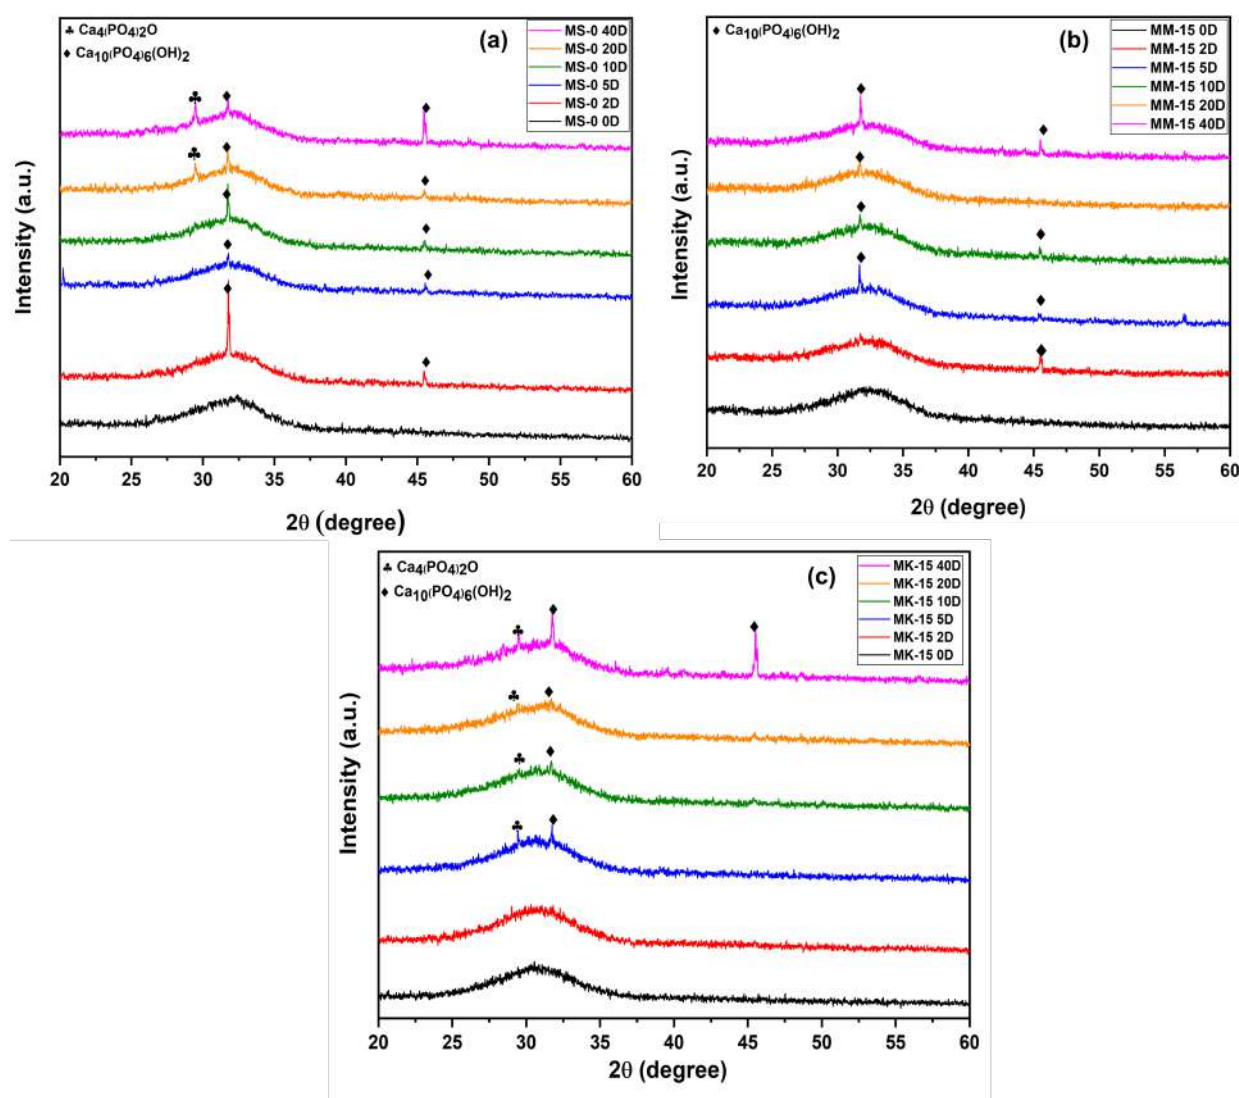 ♣ Ca4(PO4)2O
♦ Ca10(PO4)6(OH)2
(a)
MS-0 40D
MS-0 20D
MS-0 10D
MS-0 5D
MS-0 2D
MS-0 0D
Intensity (a.u.)
20 25 30 35 40 45 50 55 60
2θ (degree)
♦ Ca10(PO4)6(OH)2
(b)
MM-15 0D
MM-15 2D
MM-15 5D
MM-15 10D
MM-15 20D
MM-15 40D
Intensity (a.u.)
20 25 30 35 40 45 50 55 60
2θ (degree)
♣ Ca4(PO4)2O
♦ Ca10(PO4)6(OH)2
(c)
MK-15 40D
MK-15 20D
MK-15 10D
MK-15 5D
MK-15 2D
MK-15 0D
Intensity (a.u.)
20 25 30 35 40 45 50 55 60
2θ (degree)